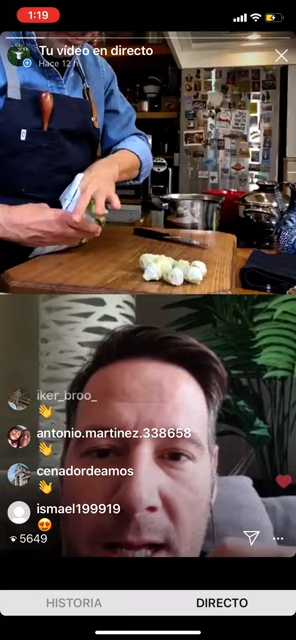 1:19
Tu vídeo en directo
Hace 12 h
iker_broo_
👋
antonio.martinez.338658
👋
cenadordeamos
👋
ismael199919
😍
5649
HISTORIA
DIRECTO